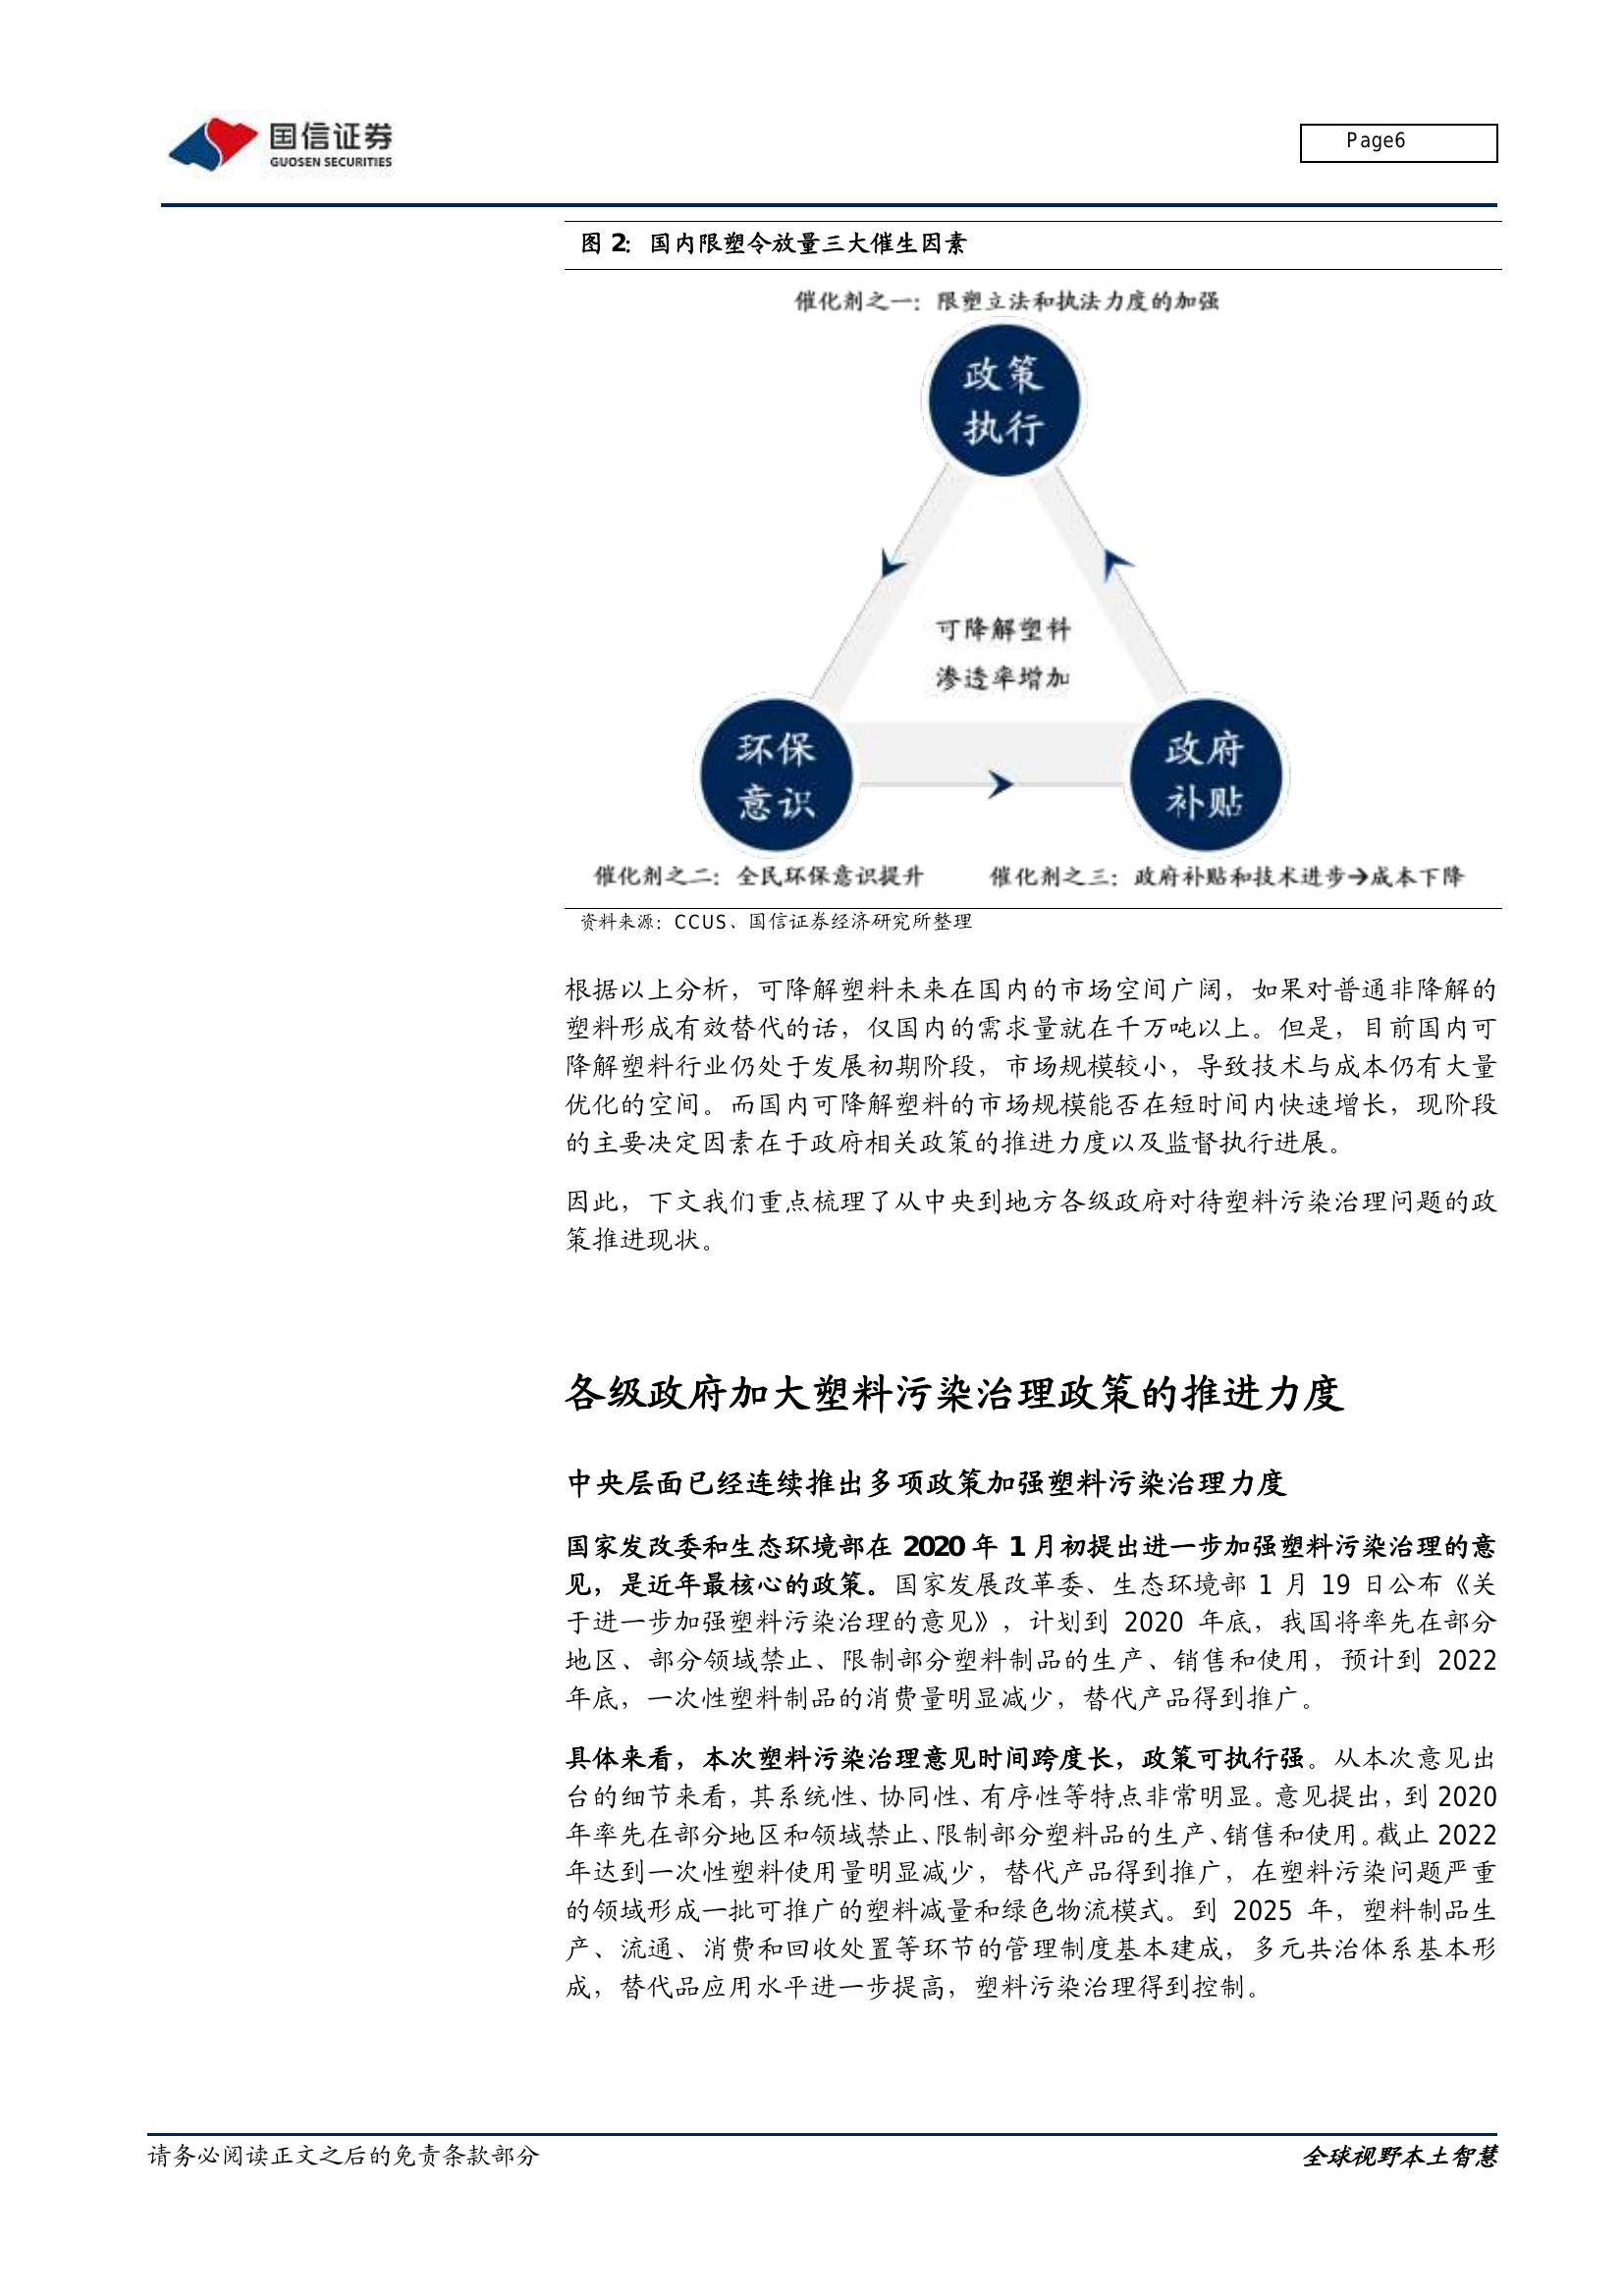 国信证券
GUOSEN SECURITIES
Page6
图 2: 国内限塑令放量三大催生因素
催化剂之一：限塑立法和执法力度的加强
政策
执行
可降解塑料
渗透率增加
环保
意识
政府
补贴
催化剂之二：全民环保意识提升
催化剂之三：政府补贴和技术进步→成本下降
资料来源：CCUS、国信证券经济研究所整理
根据以上分析，可降解塑料未来在国内的市场空间广阔，如果对普通非降解的
塑料形成有效替代的话，仅国内的需求量就在千万吨以上。但是，目前国内可
降解塑料行业仍处于发展初期阶段，市场规模较小，导致技术与成本仍有大量
优化的空间。而国内可降解塑料的市场规模能否在短时间内快速增长，现阶段
的主要决定因素在于政府相关政策的推进力度以及监督执行进展。
因此，下文我们重点梳理了从中央到地方各级政府对待塑料污染治理问题的政
策推进现状。
各级政府加大塑料污染治理政策的推进力度
中央层面已经连续推出多项政策加强塑料污染治理力度
国家发改委和生态环境部在 2020 年 1 月初提出进一步加强塑料污染治理的意
见，是近年最核心的政策。国家发展改革委、生态环境部 1 月 19 日公布《关
于进一步加强塑料污染治理的意见》，计划到 2020 年底，我国将率先在部分
地区、部分领域禁止、限制部分塑料制品的生产、销售和使用，预计到 2022
年底，一次性塑料制品的消费量明显减少，替代产品得到推广。
具体来看，本次塑料污染治理意见时间跨度长，政策可执行强。从本次意见出
台的细节来看，其系统性、协同性、有序性等特点非常明显。意见提出，到 2020
年率先在部分地区和领域禁止、限制部分塑料品的生产、销售和使用。截止 2022
年达到一次性塑料使用量明显减少，替代产品得到推广，在塑料污染问题严重
的领域形成一批可推广的塑料减量和绿色物流模式。到 2025 年，塑料制品生
产、流通、消费和回收处置等环节的管理制度基本建成，多元共治体系基本形
成，替代品应用水平进一步提高，塑料污染治理得到控制。
请务必阅读正文之后的免责条款部分
全球视野本土智慧